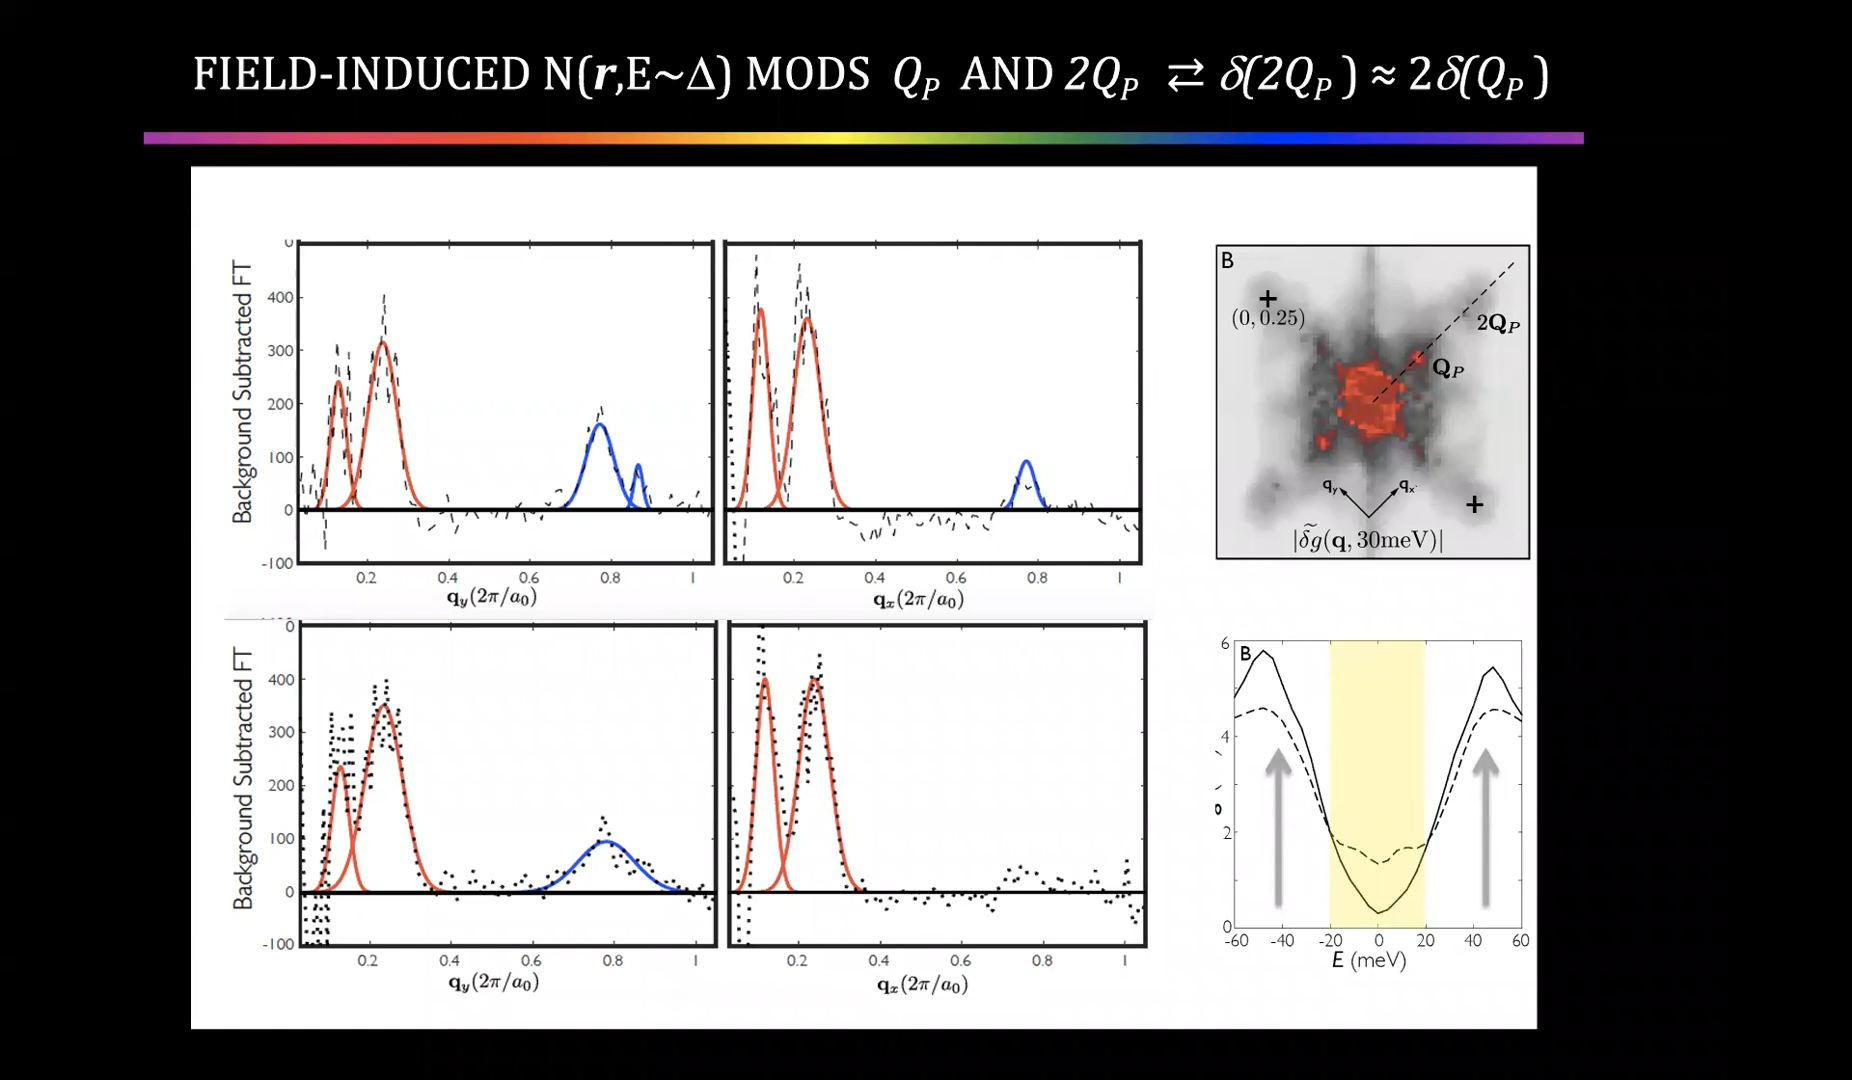 FIELD-INDUCED N(r,E~Δ) MODS Q_P AND 2Q_P ⇄ δ(2Q_P) ≈ 2δ(Q_P)
Background Subtracted FT
0
400
300
200
100
0
-100
0.2 0.4 0.6 0.8 1
q_y(2π/a_0)
0.2 0.4 0.6 0.8 1
q_x(2π/a_0)
B
(0, 0.25)
2Q_P
Q_P
q_y q_x
|δ̃g(q, 30meV)|
Background Subtracted FT
0
400
300
200
100
0
-100
0.2 0.4 0.6 0.8 1
q_y(2π/a_0)
0.2 0.4 0.6 0.8 1
q_x(2π/a_0)
B
6
4
2
0
-60 -40 -20 0 20 40 60
E (meV)